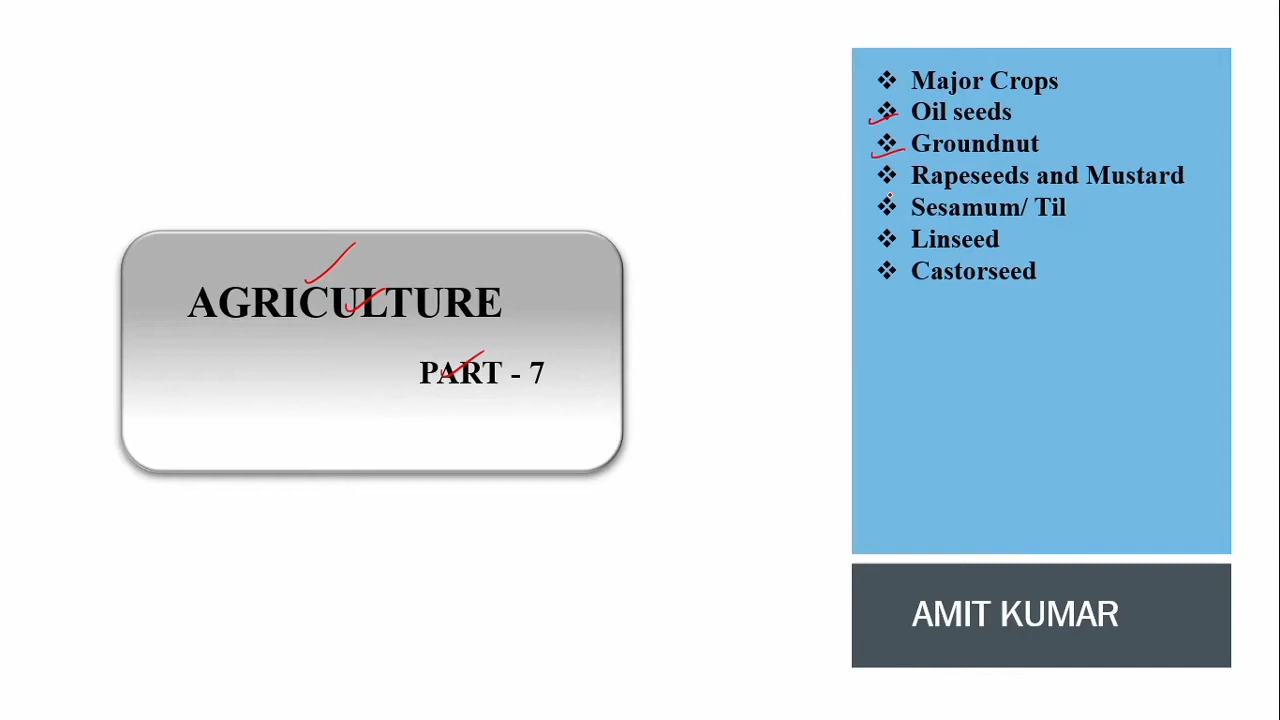 AGRICULTURE
PART - 7
Major Crops
Oil seeds
Groundnut
Rapeseeds and Mustard
Sesamum/ Til
Linseed
Castorseed
AMIT KUMAR